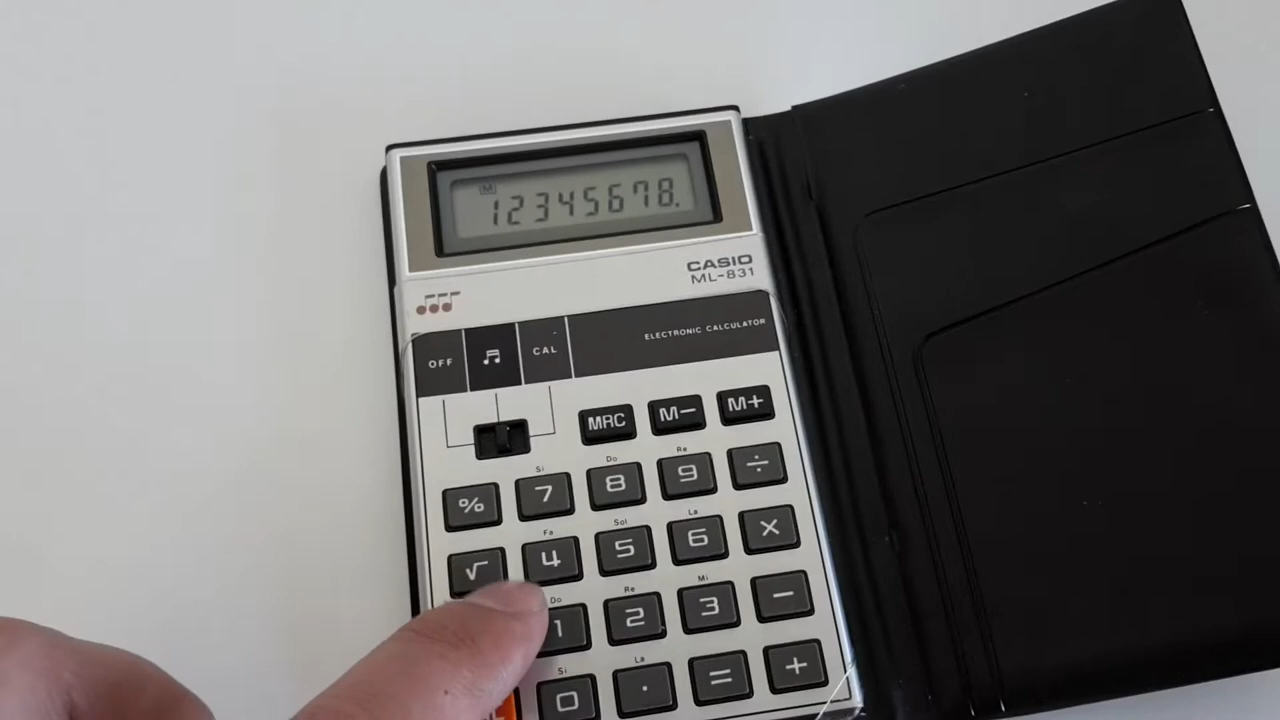 M
12345678.
CASIO
ML-831
ELECTRONIC CALCULATOR
OFF
CAL
MRC M− M+
Si Do Re
% 7 8 9 ÷
Fa Sol La
√ 4 5 6 ×
Do Re Mi
1 2 3 −
Si La
0 . = +